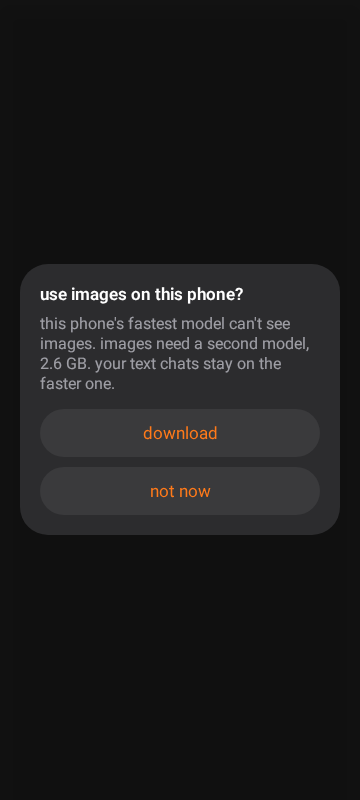 use images on this phone?
this phone's fastest model can't see
images. images need a second model,
2.6 GB. your text chats stay on the
faster one.
download
not now